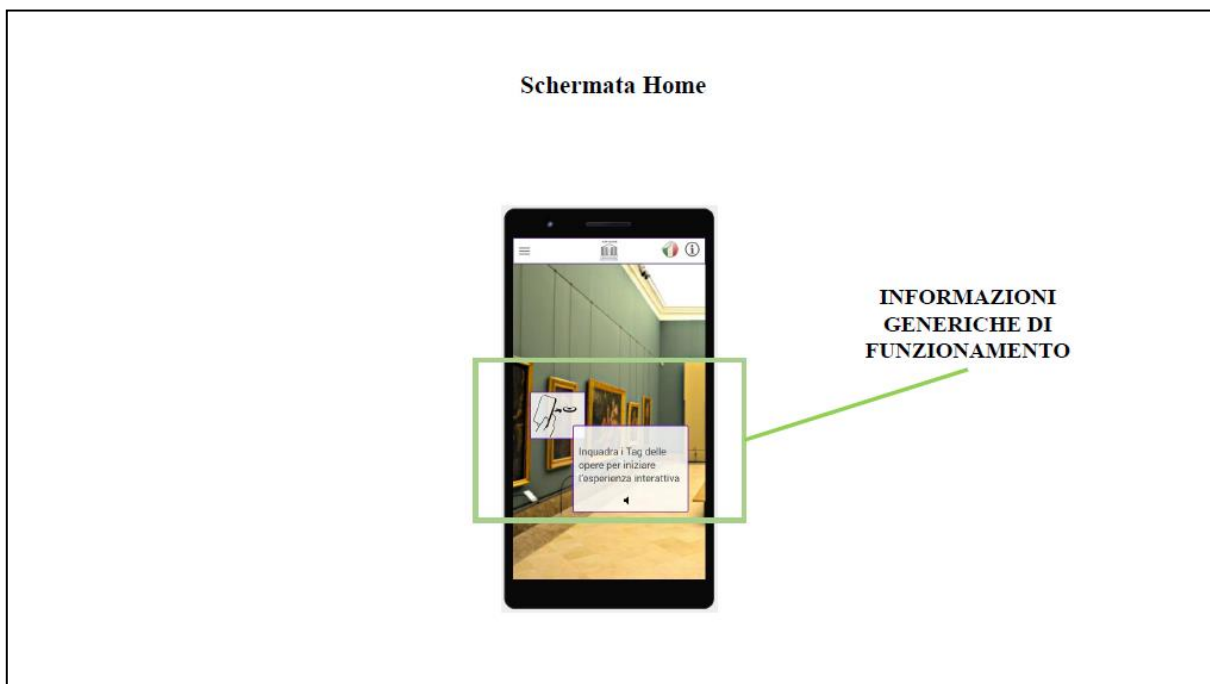 Schermata Home
INFORMAZIONI
GENERICHE DI
FUNZIONAMENTO
Inquadra i Tag delle
opere per iniziare
l'esperienza interattiva